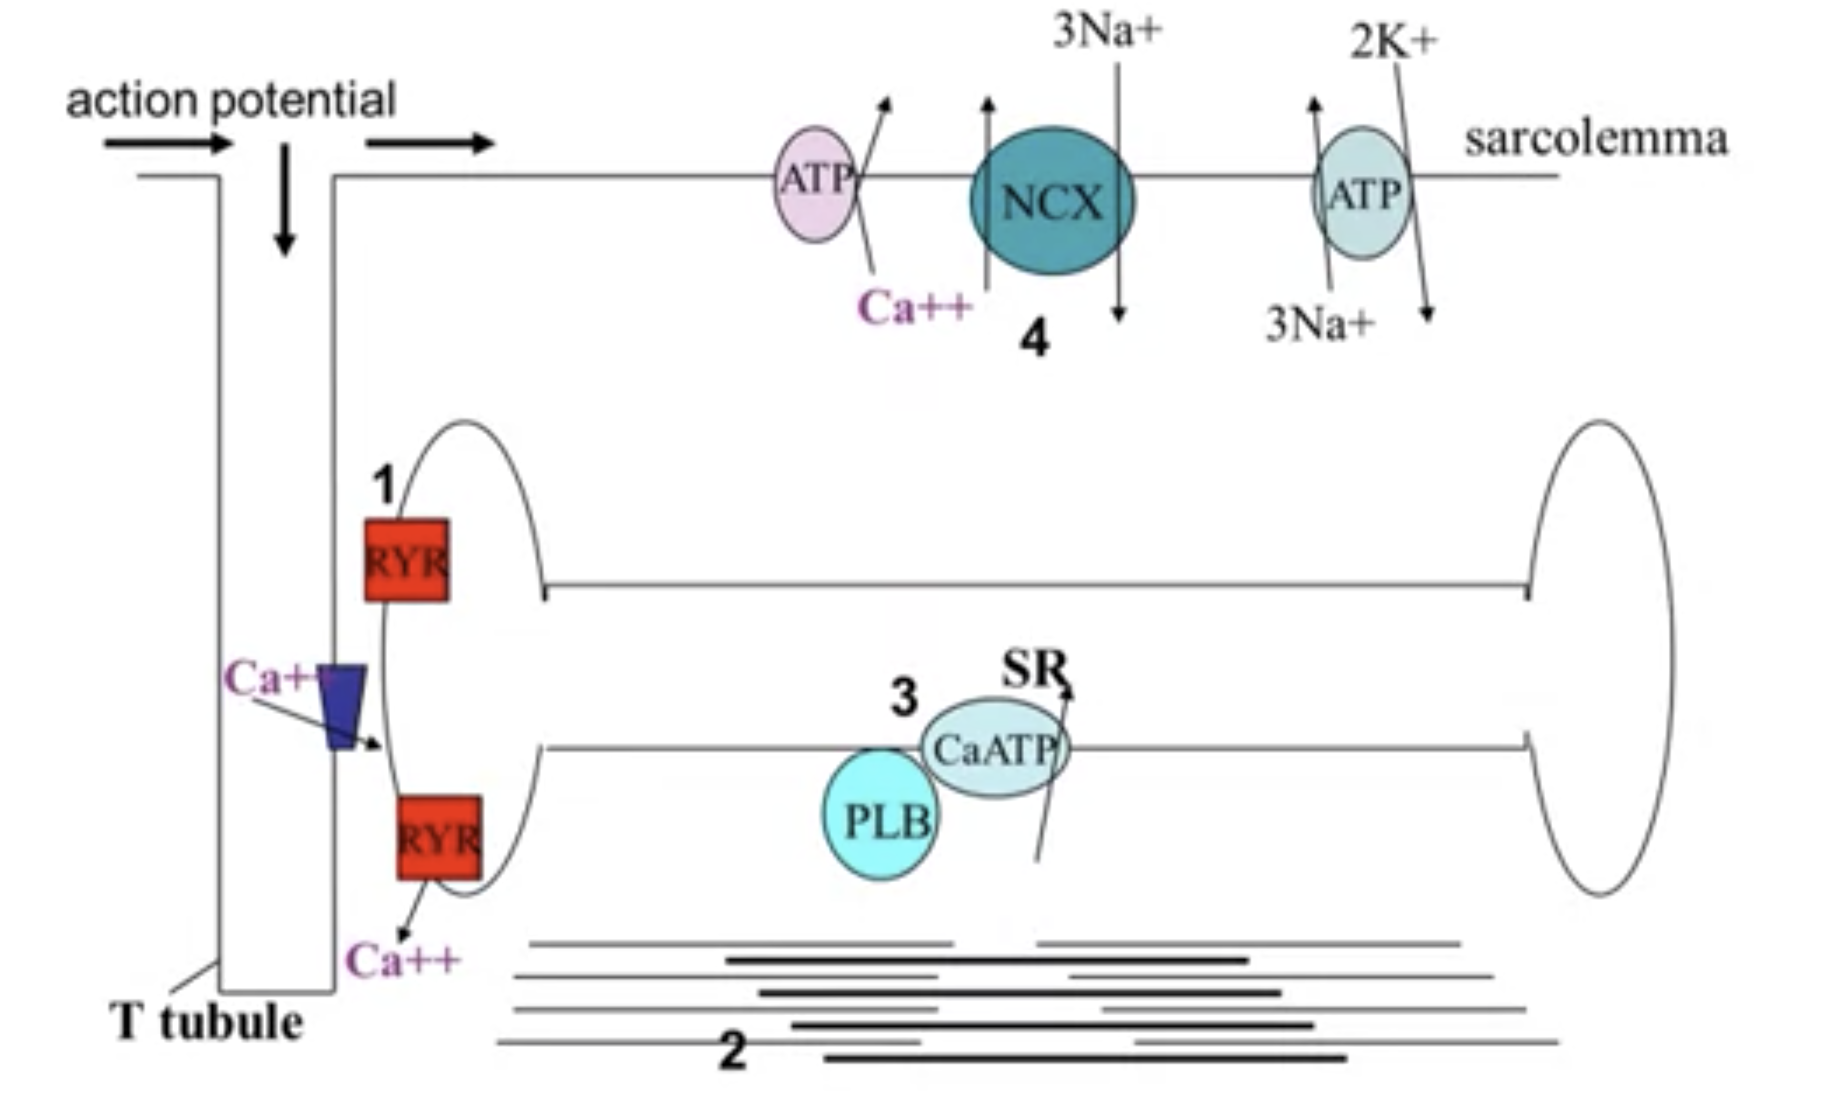 3Na+
2K+
action potential
sarcolemma
ATP
NCX
ATP
Ca++
4
3Na+
1
RYR
Ca++
3
SR
CaATP
PLB
RYR
Ca++
T tubule
2